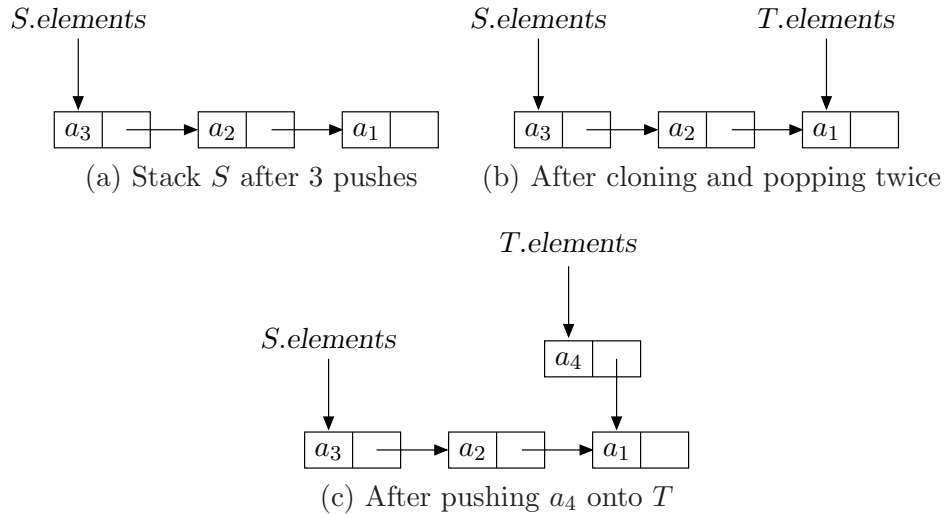 S.elements
a₃ a₂ a₁
(a) Stack S after 3 pushes
S.elements T.elements
a₃ a₂ a₁
(b) After cloning and popping twice
T.elements
a₄
S.elements
a₃ a₂ a₁
(c) After pushing a₄ onto T